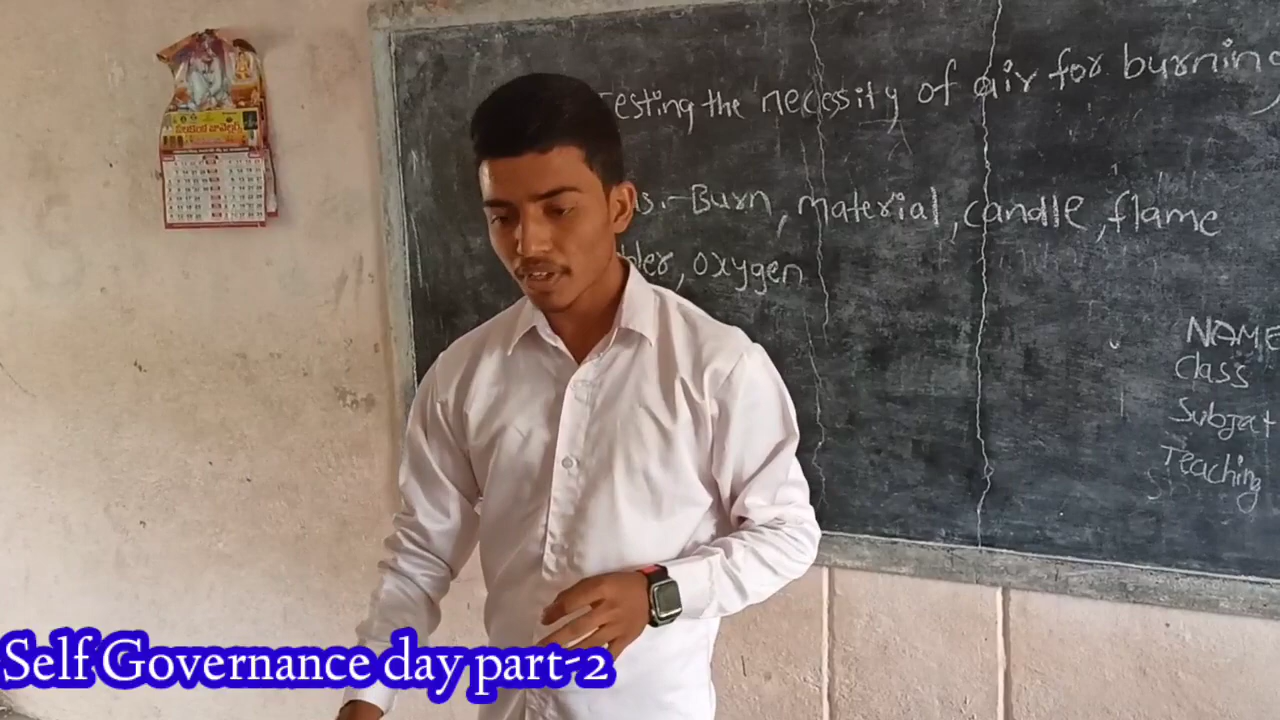 Testing the necessity of air for burning
Burn, material, candle, flame
oxygen
NAME
Class
Subjat
Teaching
Self Governance day part-2